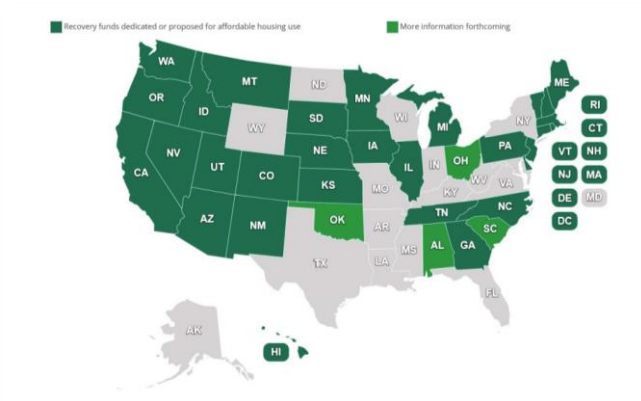 Recovery funds dedicated or proposed for affordable housing use
More information forthcoming
WA
MT
ND
ME
MN
OR
RI
ID
SD
WI
NY
MI
WY
CT
IA
PA
NE
VT
NH
NV
IL
IN
OH
UT
CA
CO
NJ
MA
KS
MO
WV
VA
KY
DE
MD
NC
TN
AZ
OK
NM
DC
AR
SC
MS
AL
GA
TX
LA
FL
AK
HI